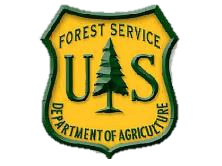 FOREST SERVICE
U S
DEPARTMENT OF AGRICULTURE